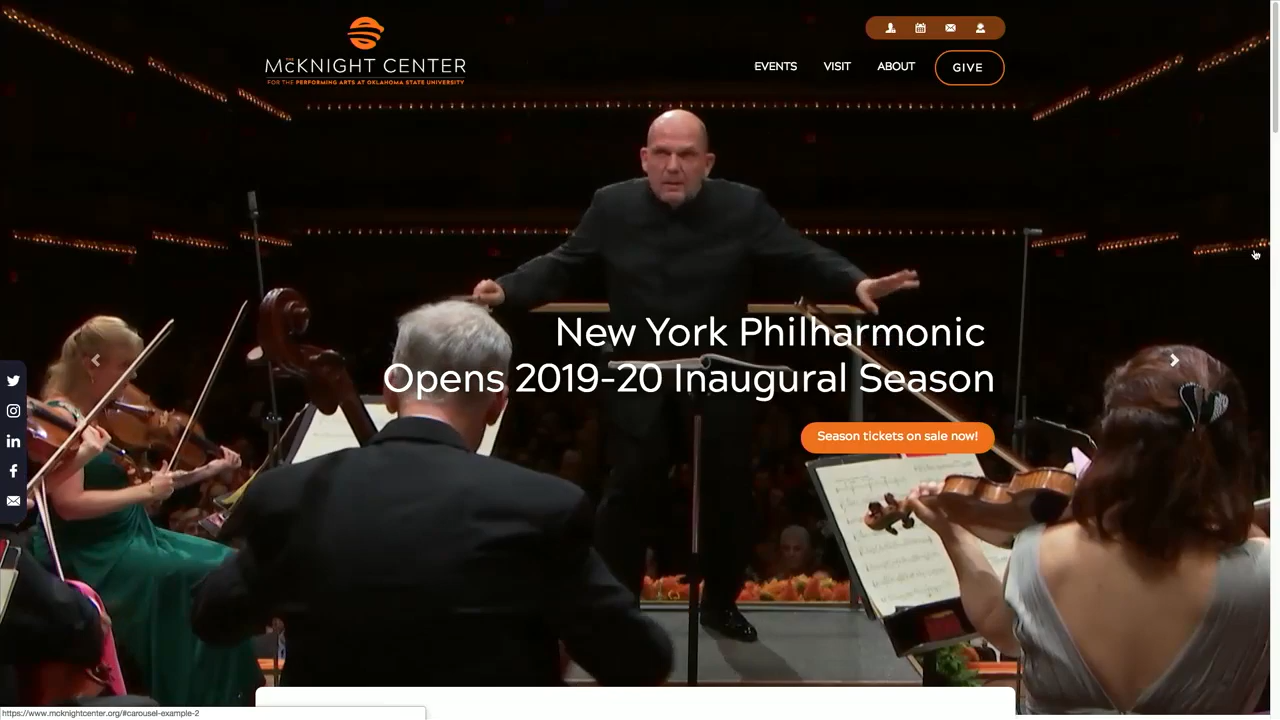 THE
McKNIGHT CENTER
FOR THE PERFORMING ARTS AT OKLAHOMA STATE UNIVERSITY
EVENTS
VISIT
ABOUT
GIVE
New York Philharmonic
Opens 2019-20 Inaugural Season
Season tickets on sale now!
https://www.mcknightcenter.org/#carousel-example-2